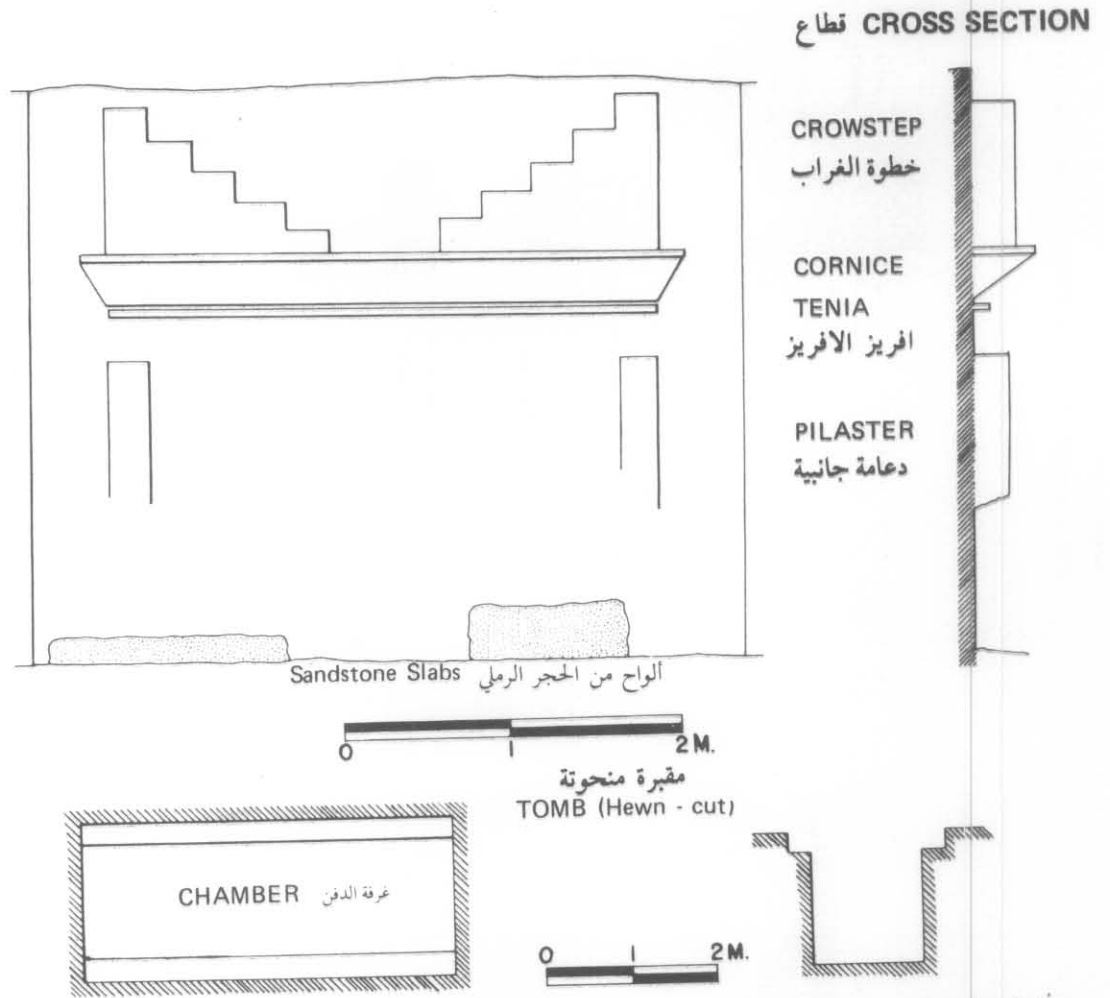 قطاع CROSS SECTION
CROWSTEP
خطوة الغراب
CORNICE
TENIA
افريز الافريز
PILASTER
دعامة جانبية
Sandstone Slabs ألواح من الحجر الرملي
0 1 2 M.
مقبرة منحوتة
TOMB (Hewn - cut)
CHAMBER غرفة الدفن
0 1 2 M.